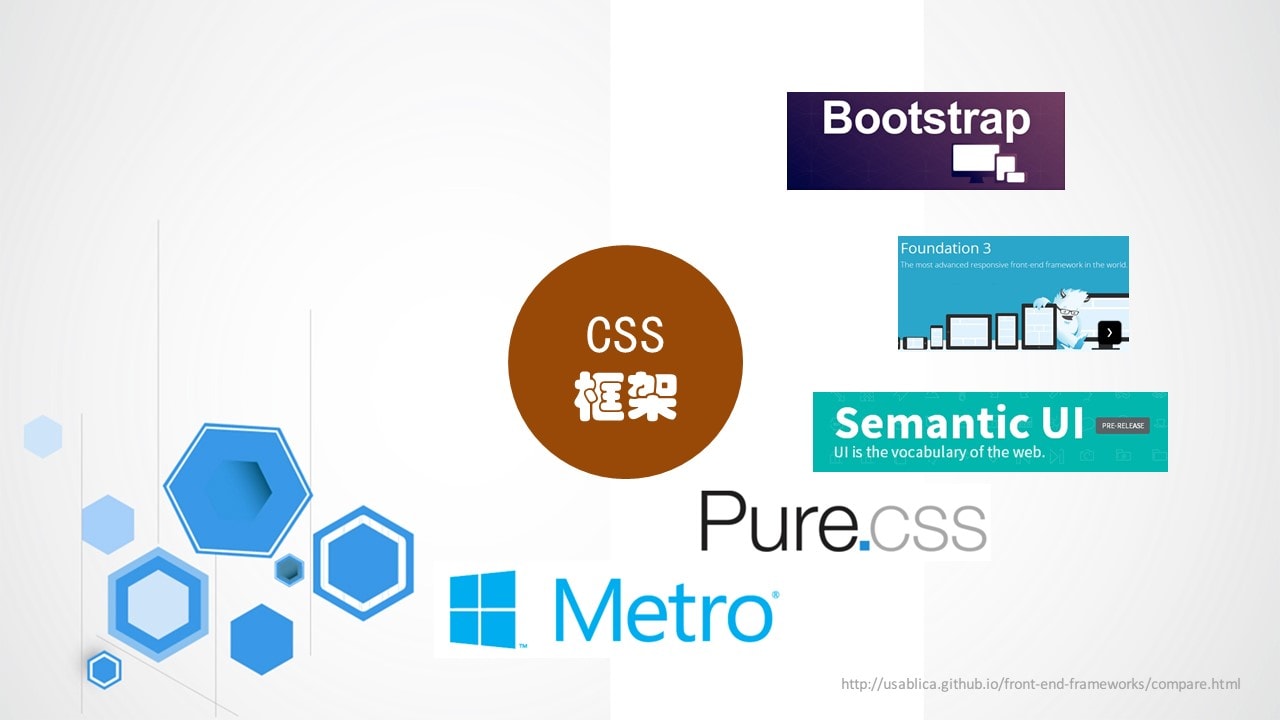 Bootstrap
Foundation 3
The most advanced responsive front-end framework in the world.
CSS
框架
Semantic UI
PRE-RELEASE
UI is the vocabulary of the web.
Pure.css
Metro®
™
http://usablica.github.io/front-end-frameworks/compare.html